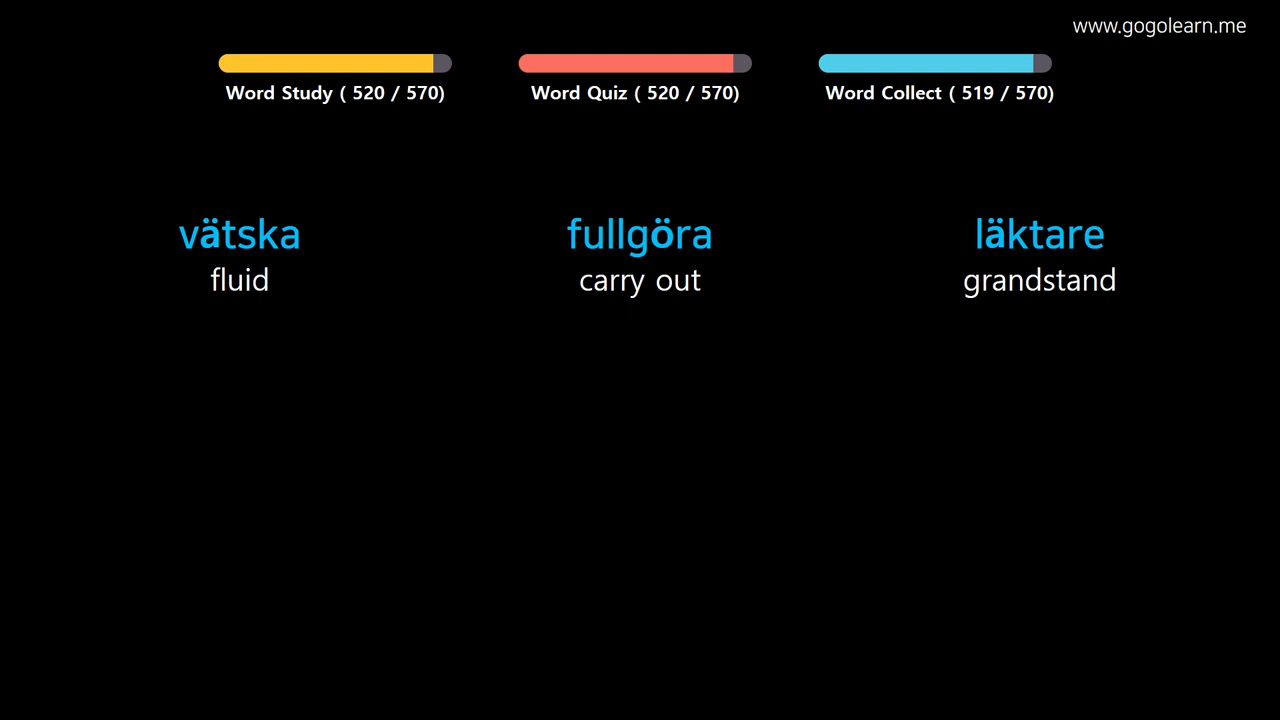 www.gogolearn.me
Word Study ( 520 / 570)
Word Quiz ( 520 / 570)
Word Collect ( 519 / 570)
vätska
fluid
fullgöra
carry out
läktare
grandstand